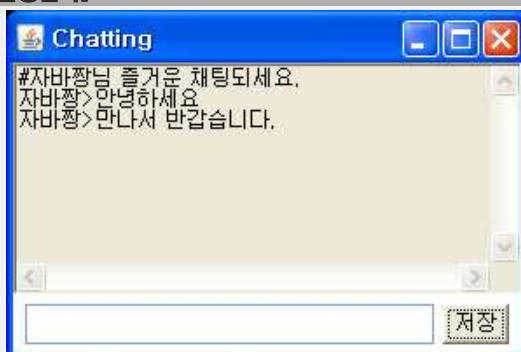 Chatting
#자바짱님 즐거운 채팅되세요.
자바짱>안녕하세요
자바짱>만나서 반갑습니다.
저장